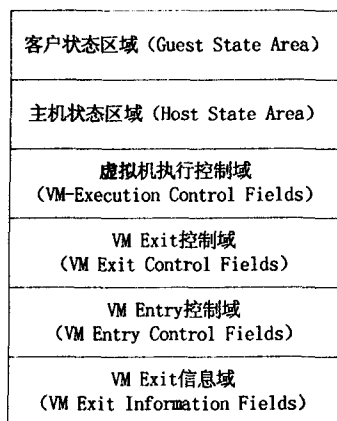 客户状态区域（Guest State Area）
主机状态区域（Host State Area）
虚拟机执行控制域
（VM-Execution Control Fields）
VM Exit控制域
（VM Exit Control Fields）
VM Entry控制域
（VM Entry Control Fields）
VM Exit信息域
（VM Exit Information Fields）